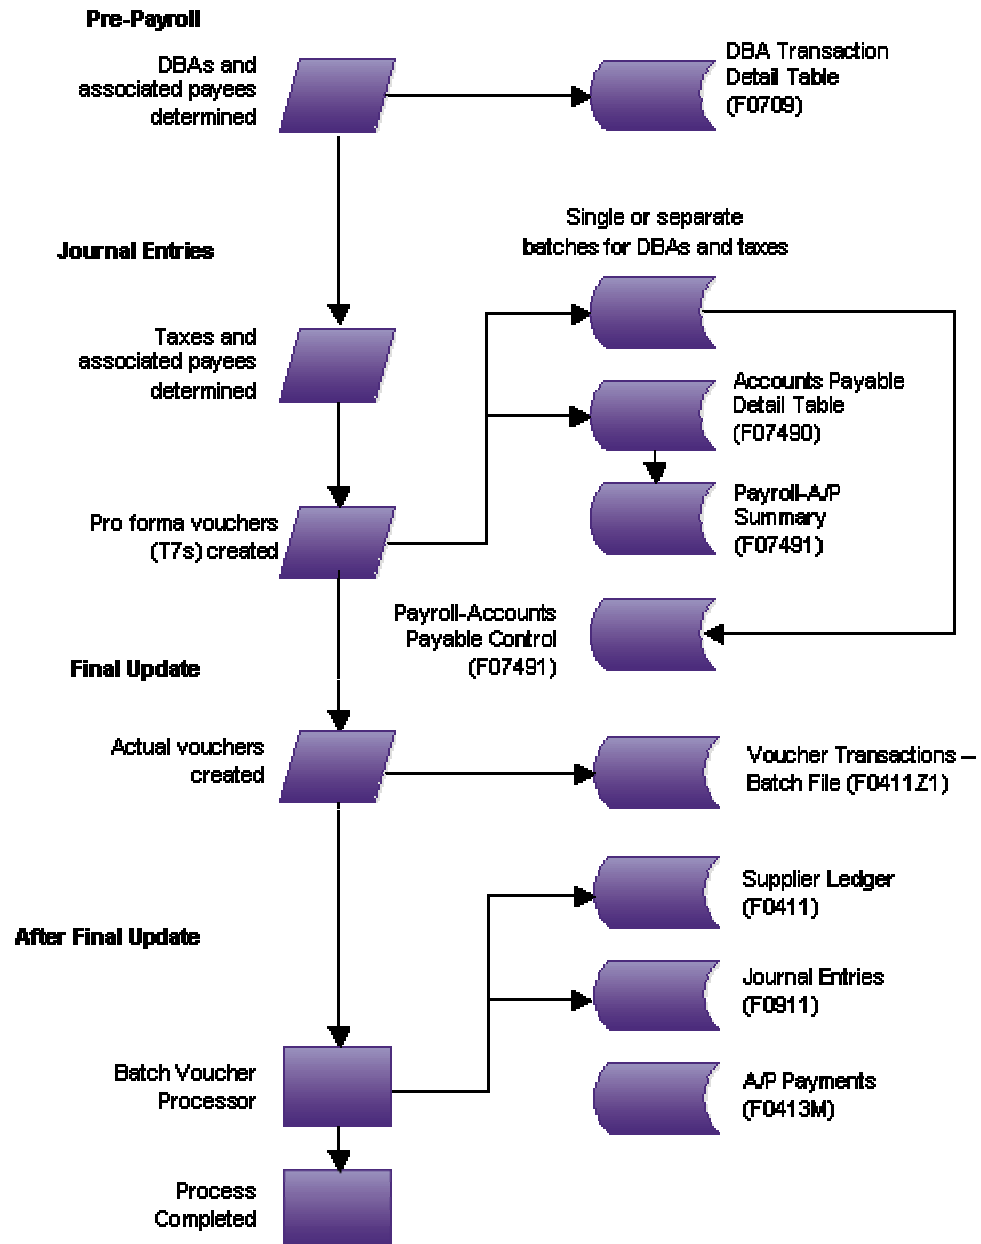 Pre-Payroll
DBAs and
associated payees
determined
DBA Transaction
Detail Table
(F0709)
Single or separate
batches for DBAs and taxes
Journal Entries
Taxes and
associated payees
determined
Accounts Payable
Detail Table
(F07490)
Payroll-A/P
Summary
(F07491)
Pro forma vouchers
(T7s) created
Payroll-Accounts
Payable Control
(F07491)
Final Update
Actual vouchers
created
Voucher Transactions –
Batch File (F0411Z1)
Supplier Ledger
(F0411)
After Final Update
Journal Entries
(F0911)
Batch Voucher
Processor
A/P Payments
(F0413M)
Process
Completed